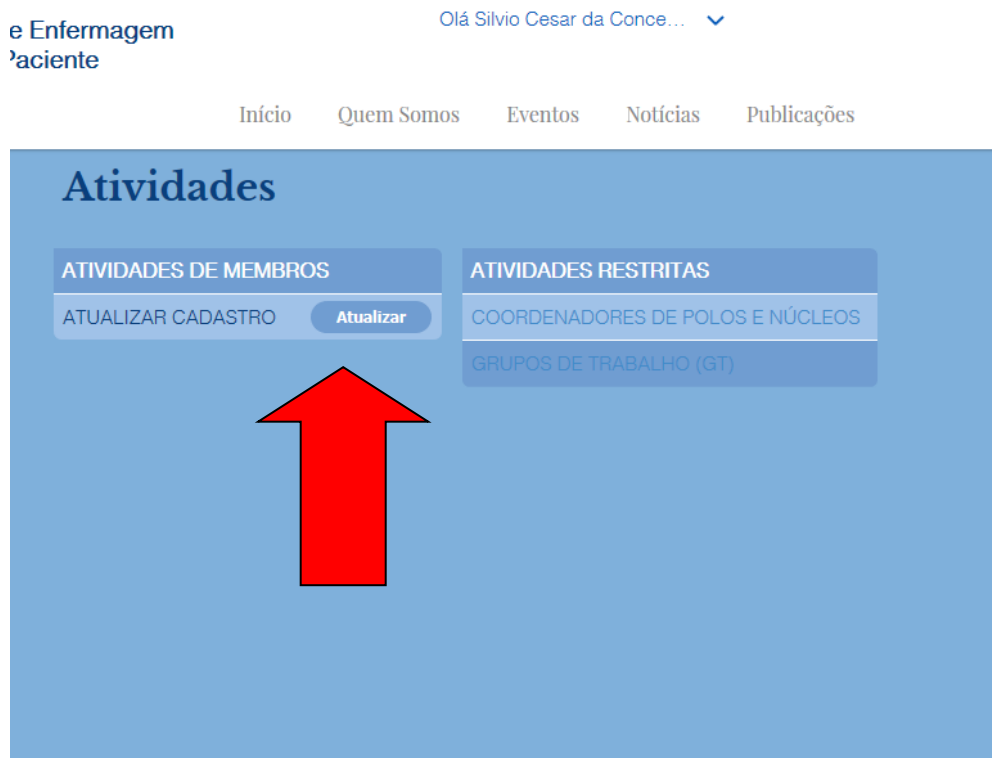 Olá Silvio Cesar da Conce...
e Enfermagem
Paciente
Início Quem Somos Eventos Notícias Publicações
Atividades
ATIVIDADES DE MEMBROS
ATUALIZAR CADASTRO Atualizar
ATIVIDADES RESTRITAS
COORDENADORES DE POLOS E NÚCLEOS
GRUPOS DE TRABALHO (GT)